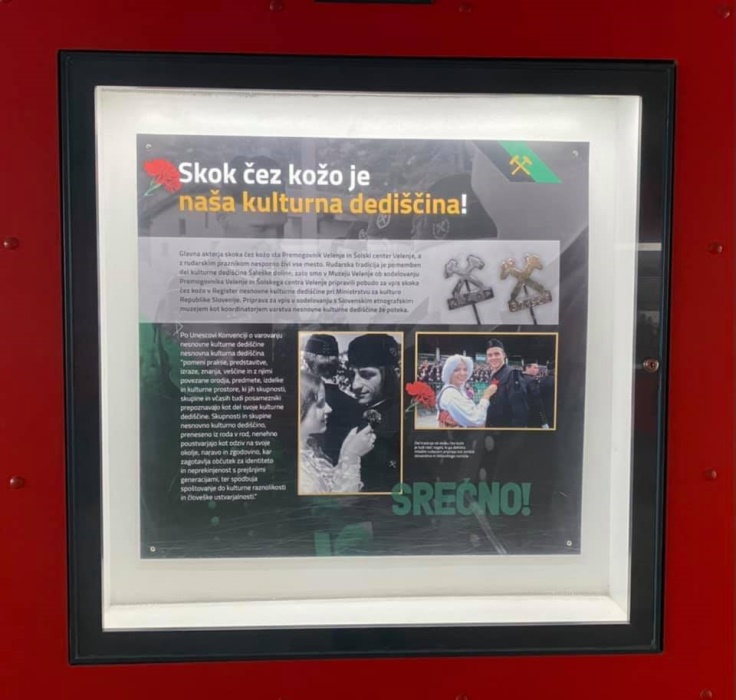 Skok čez kožo je
naša kulturna dediščina!
Glavna akterja skoka čez kožo sta Premogovnik Velenje in Šolski center Velenje, a
z rudarskim praznikom nesporno živi vse mesto. Rudarska tradicija je pomemben
del kulturne dediščine Šaleške doline, zato smo v Muzeju Velenje ob sodelovanju
Premogovnika Velenje in Šolskega centra Velenje pripravili pobudo za vpis skoka
čez kožo v Register nesnovne kulturne dediščine pri Ministrstvu za kulturo
Republike Slovenije. Priprava za vpis v sodelovanju s Slovenskim etnografskim
muzejem kot koordinatorjem varstva nesnovne kulturne dediščine že poteka.
Po Unescovi Konvenciji o varovanju
nesnovne kulturne dediščine
nesnovna kulturna dediščina
"pomeni prakse, predstavitve,
izraze, znanja, veščine in z njimi
povezane orodja, predmete, izdelke
in kulturne prostore, ki jih skupnosti,
skupine in včasih tudi posamezniki
prepoznavajo kot del svoje kulturne
dediščine. Skupnosti in skupine
nesnovno kulturno dediščino,
preneseno iz roda v rod, nenehno
poustvarjajo kot odziv na svoje
okolje, naravo in zgodovino, kar
zagotavlja občutek za identiteto
in neprekinjenost s prejšnjimi
generacijami, ter spodbuja
spoštovanje do kulturne raznolikosti
in človeške ustvarjalnosti."
SREČNO!